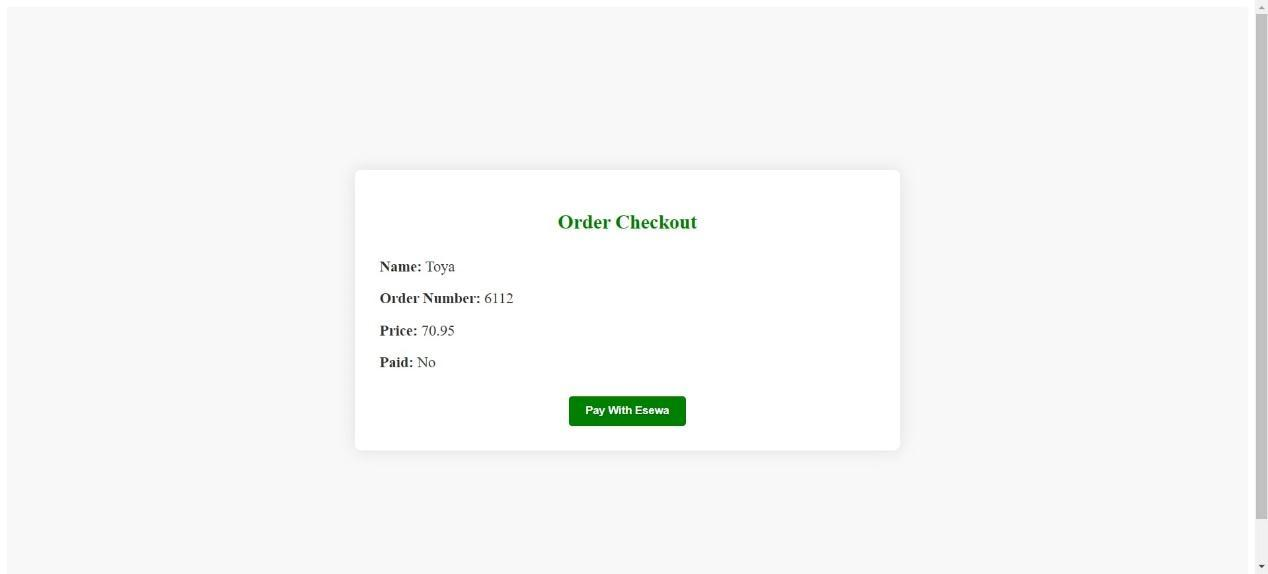 Order Checkout
Name: Toya
Order Number: 6112
Price: 70.95
Paid: No
Pay With Esewa